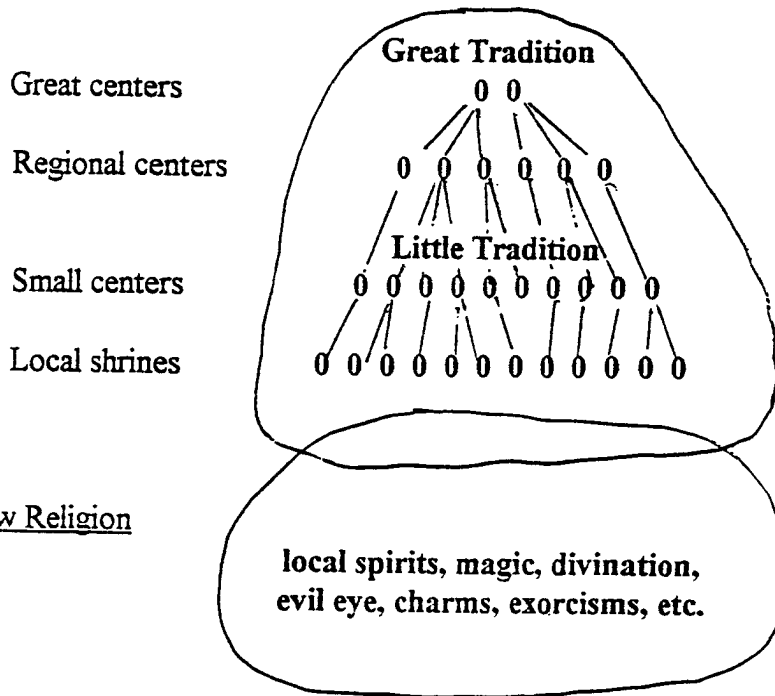 Great Tradition
Great centers 0 0
Regional centers 0 0 0 0 0 0
Little Tradition
Small centers 0 0 0 0 0 0 0 0 0 0
Local shrines 0 0 0 0 0 0 0 0 0 0 0 0
w Religion
local spirits, magic, divination,
evil eye, charms, exorcisms, etc.